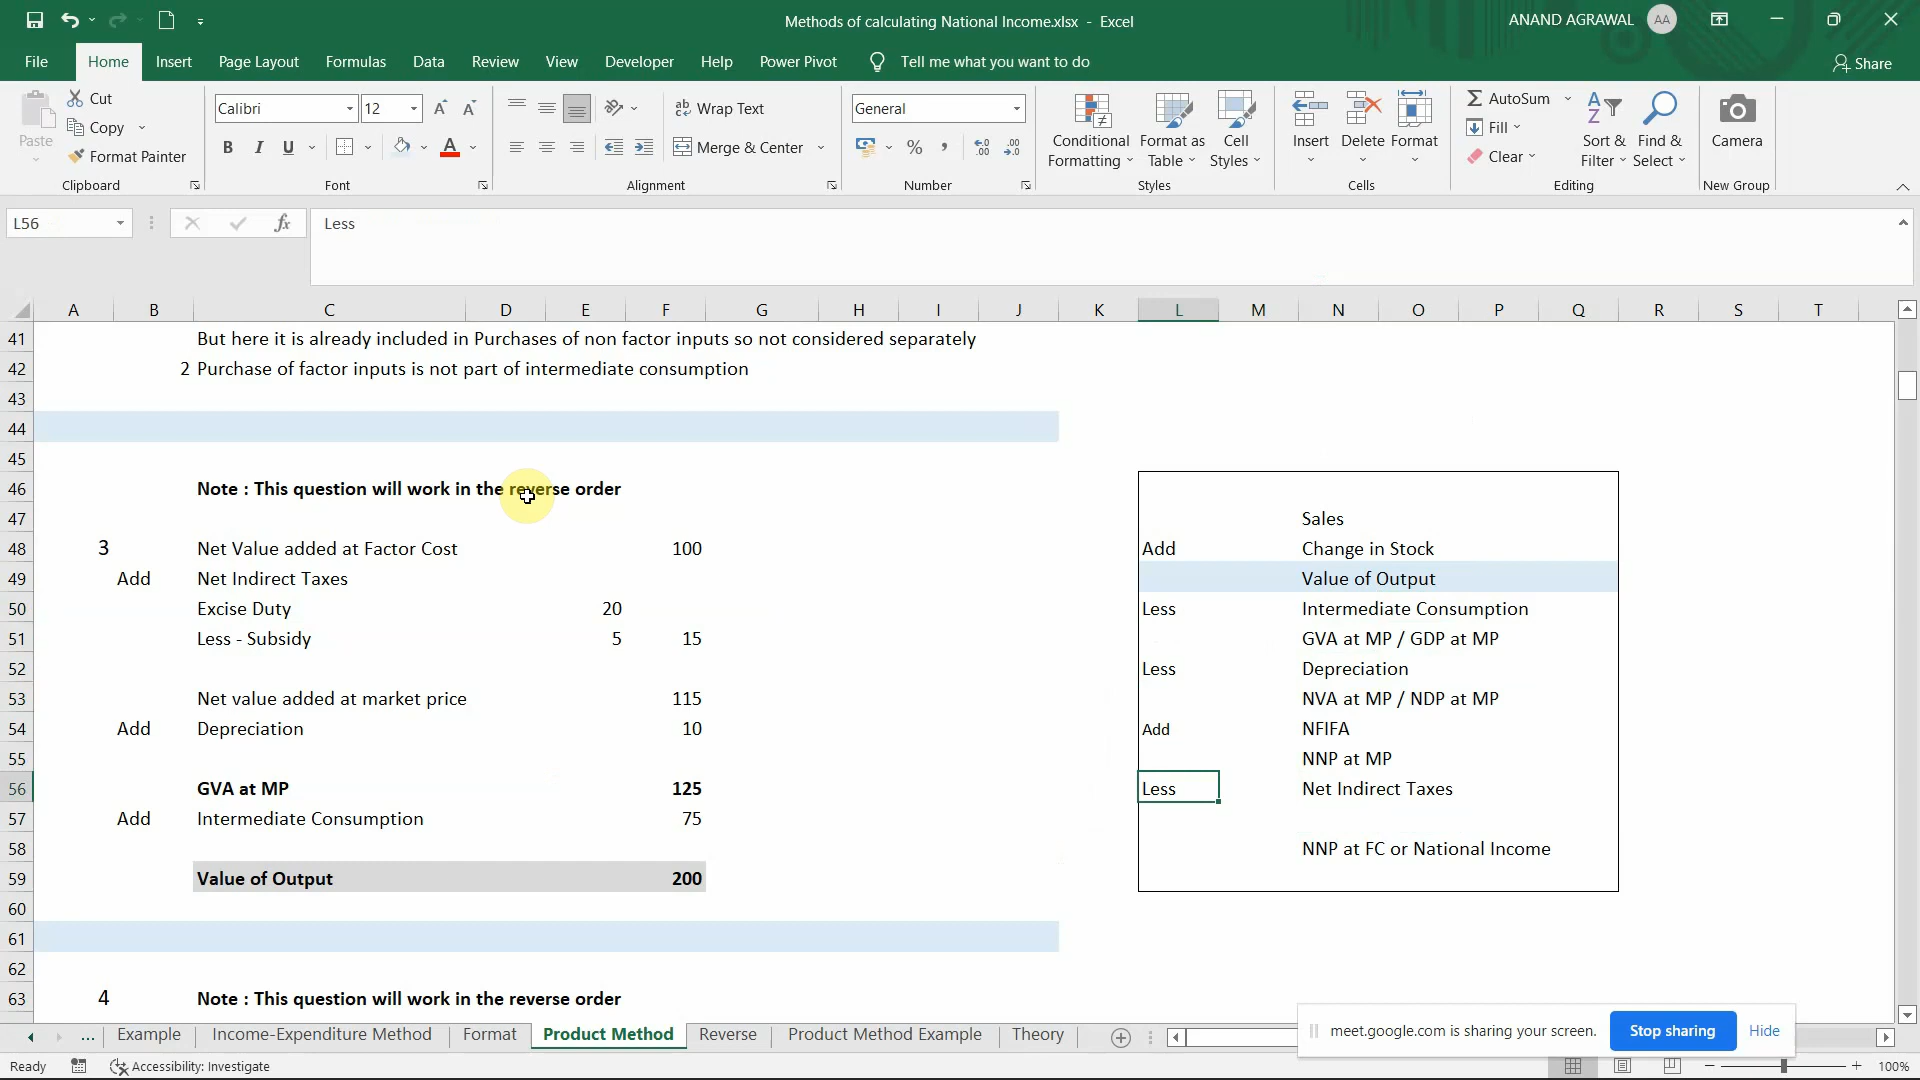 Methods of calculating National Income.xlsx - Excel
ANAND AGRAWAL AA
File Home Insert Page Layout Formulas Data Review View Developer Help Power Pivot Tell me what you want to do Share
Paste Cut Copy Format Painter Clipboard
Calibri 12 B I U A Font
ab Wrap Text Merge & Center Alignment
General % , Number
Conditional Formatting Format as Table Cell Styles Styles
Insert Delete Format Cells
AutoSum Fill Clear Sort & Filter Find & Select Editing
Camera New Group
L56 fx Less
A B C D E F G H I J K L M N O P Q R S T
41 But here it is already included in Purchases of non factor inputs so not considered separately
42 2 Purchase of factor inputs is not part of intermediate consumption
43
44
45
46 Note : This question will work in the reverse order
47 Sales
48 3 Net Value added at Factor Cost 100 Add Change in Stock
49 Add Net Indirect Taxes Value of Output
50 Excise Duty 20 Less Intermediate Consumption
51 Less - Subsidy 5 15 GVA at MP / GDP at MP
52 Less Depreciation
53 Net value added at market price 115 NVA at MP / NDP at MP
54 Add Depreciation 10 Add NFIFA
55 NNP at MP
56 GVA at MP 125 Less Net Indirect Taxes
57 Add Intermediate Consumption 75
58 NNP at FC or National Income
59 Value of Output 200
60
61
62
63 4 Note : This question will work in the reverse order
... Example Income-Expenditure Method Format Product Method Reverse Product Method Example Theory
meet.google.com is sharing your screen. Stop sharing Hide
Ready Accessibility: Investigate 100%